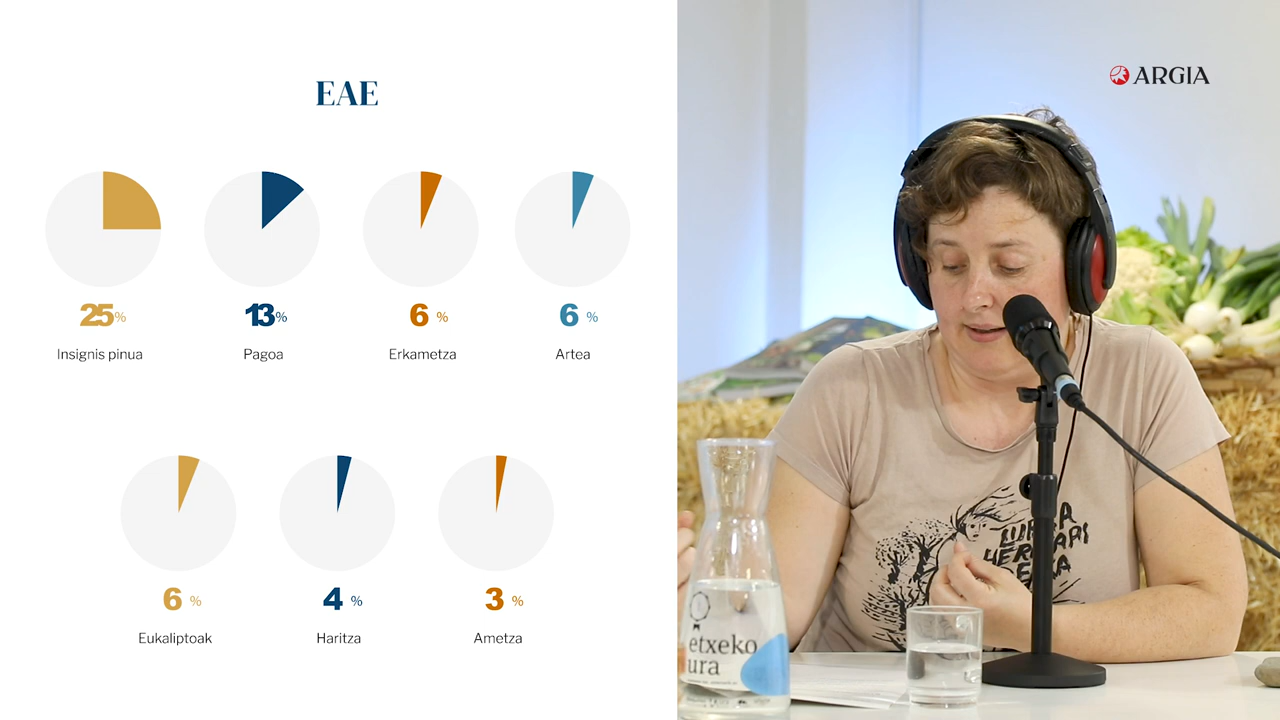 EAE
25%
13%
6 %
6 %
Insignis pinua
Pagoa
Erkametza
Artea
6 %
4 %
3 %
Eukaliptoak
Haritza
Ametza
ARGIA
etxeko
ura